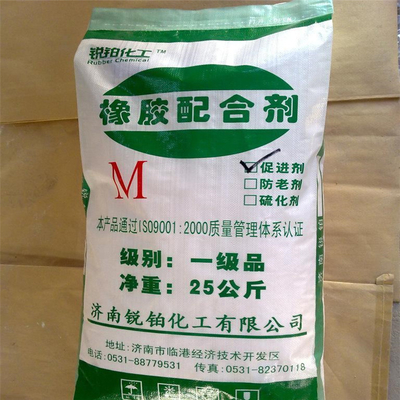 锐铂化工™
Rubber Chemical
橡胶配合剂
M
☑促进剂
□防老剂
□硫化剂
本产品通过ISO9001:2000质量管理体系认证
级别：一级品
净重：25公斤
济南锐铂化工有限公司
地址：济南市临港经济技术开发区
电话：0531-88779531 传真：0531-82370118